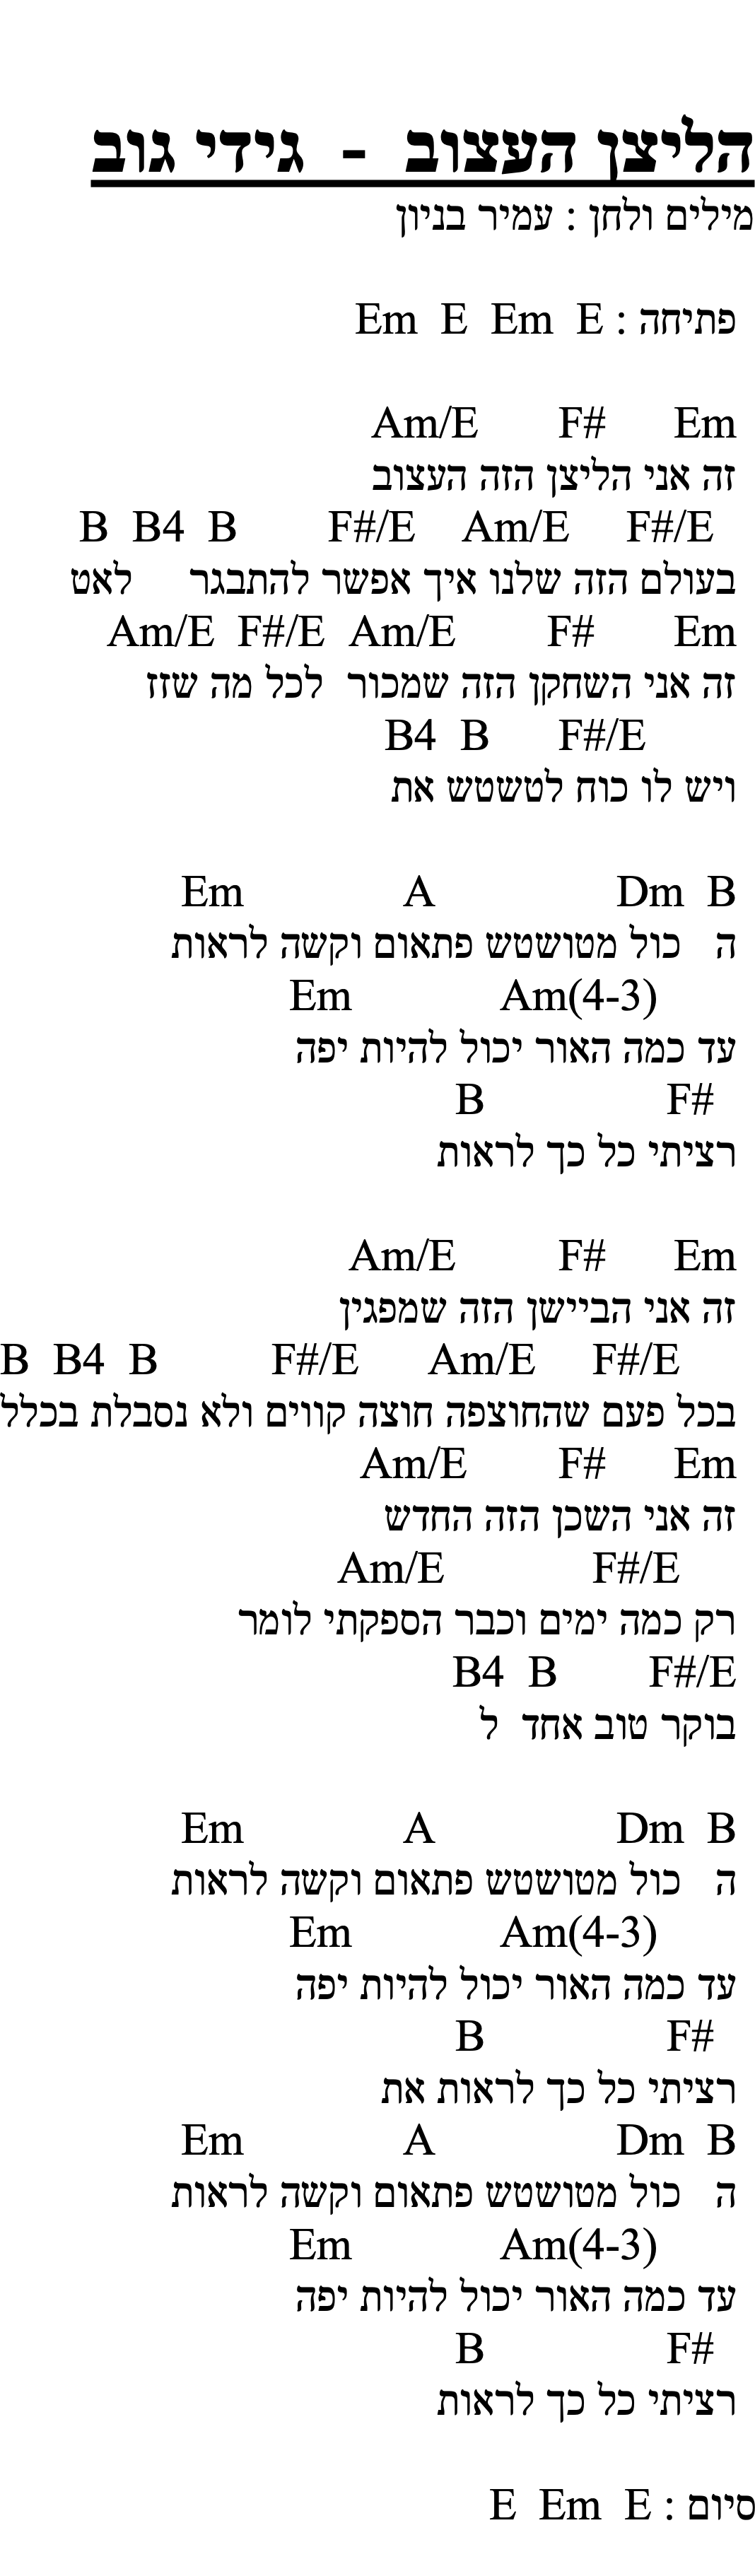 הליצן העצוב - גידי גוב
מילים ולחן : עמיר בניון
פתיחה : Em E Em E
Am/E F# Em
זה אני הליצן הזה העצוב
B B4 B F#/E Am/E F#/E
בעולם הזה שלנו איך אפשר להתבגר לאט
Am/E F#/E Am/E F# Em
זה אני השחקן הזה שמכור לכל מה שזז
B4 B F#/E
ויש לו כוח לטשטש את
Em A Dm B
ה כול מטושטש פתאום וקשה לראות
Em Am(4-3)
עד כמה האור יכול להיות יפה
B F#
רציתי כל כך לראות
Am/E F# Em
זה אני הביישן הזה שמפגין
B B4 B F#/E Am/E F#/E
בכל פעם שהחוצפה חוצה קווים ולא נסבלת בכלל
Am/E F# Em
זה אני השכן הזה החדש
Am/E F#/E
רק כמה ימים וכבר הספקתי לומר
B4 B F#/E
בוקר טוב אחד ל
Em A Dm B
ה כול מטושטש פתאום וקשה לראות
Em Am(4-3)
עד כמה האור יכול להיות יפה
B F#
רציתי כל כך לראות את
Em A Dm B
ה כול מטושטש פתאום וקשה לראות
Em Am(4-3)
עד כמה האור יכול להיות יפה
B F#
רציתי כל כך לראות
סיום : E Em E